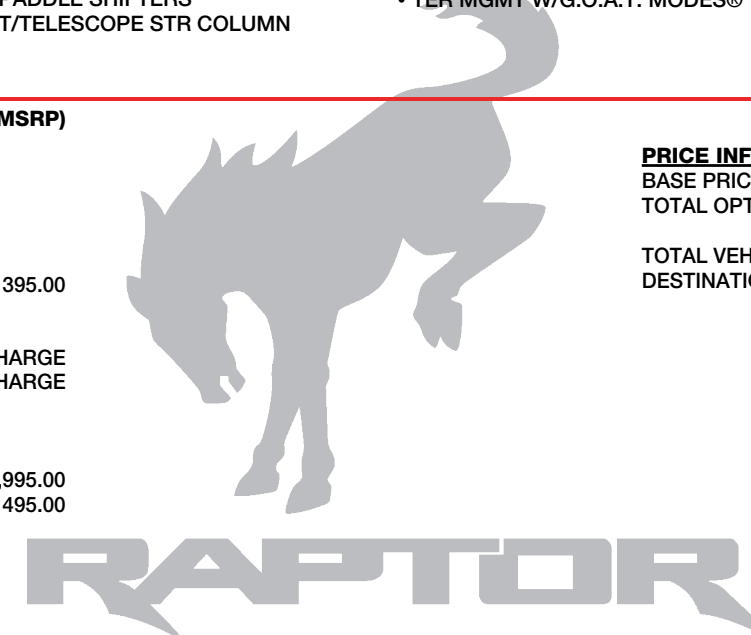 PADDLE SHIFTERS
T/TELESCOPE STR COLUMN
• TER MGMT W/G.O.A.T. MODES®
MSRP)
395.00
HARGE
HARGE
,995.00
495.00
PRICE INF
BASE PRIC
TOTAL OPT
TOTAL VEH
DESTINATIO
RAPTOR